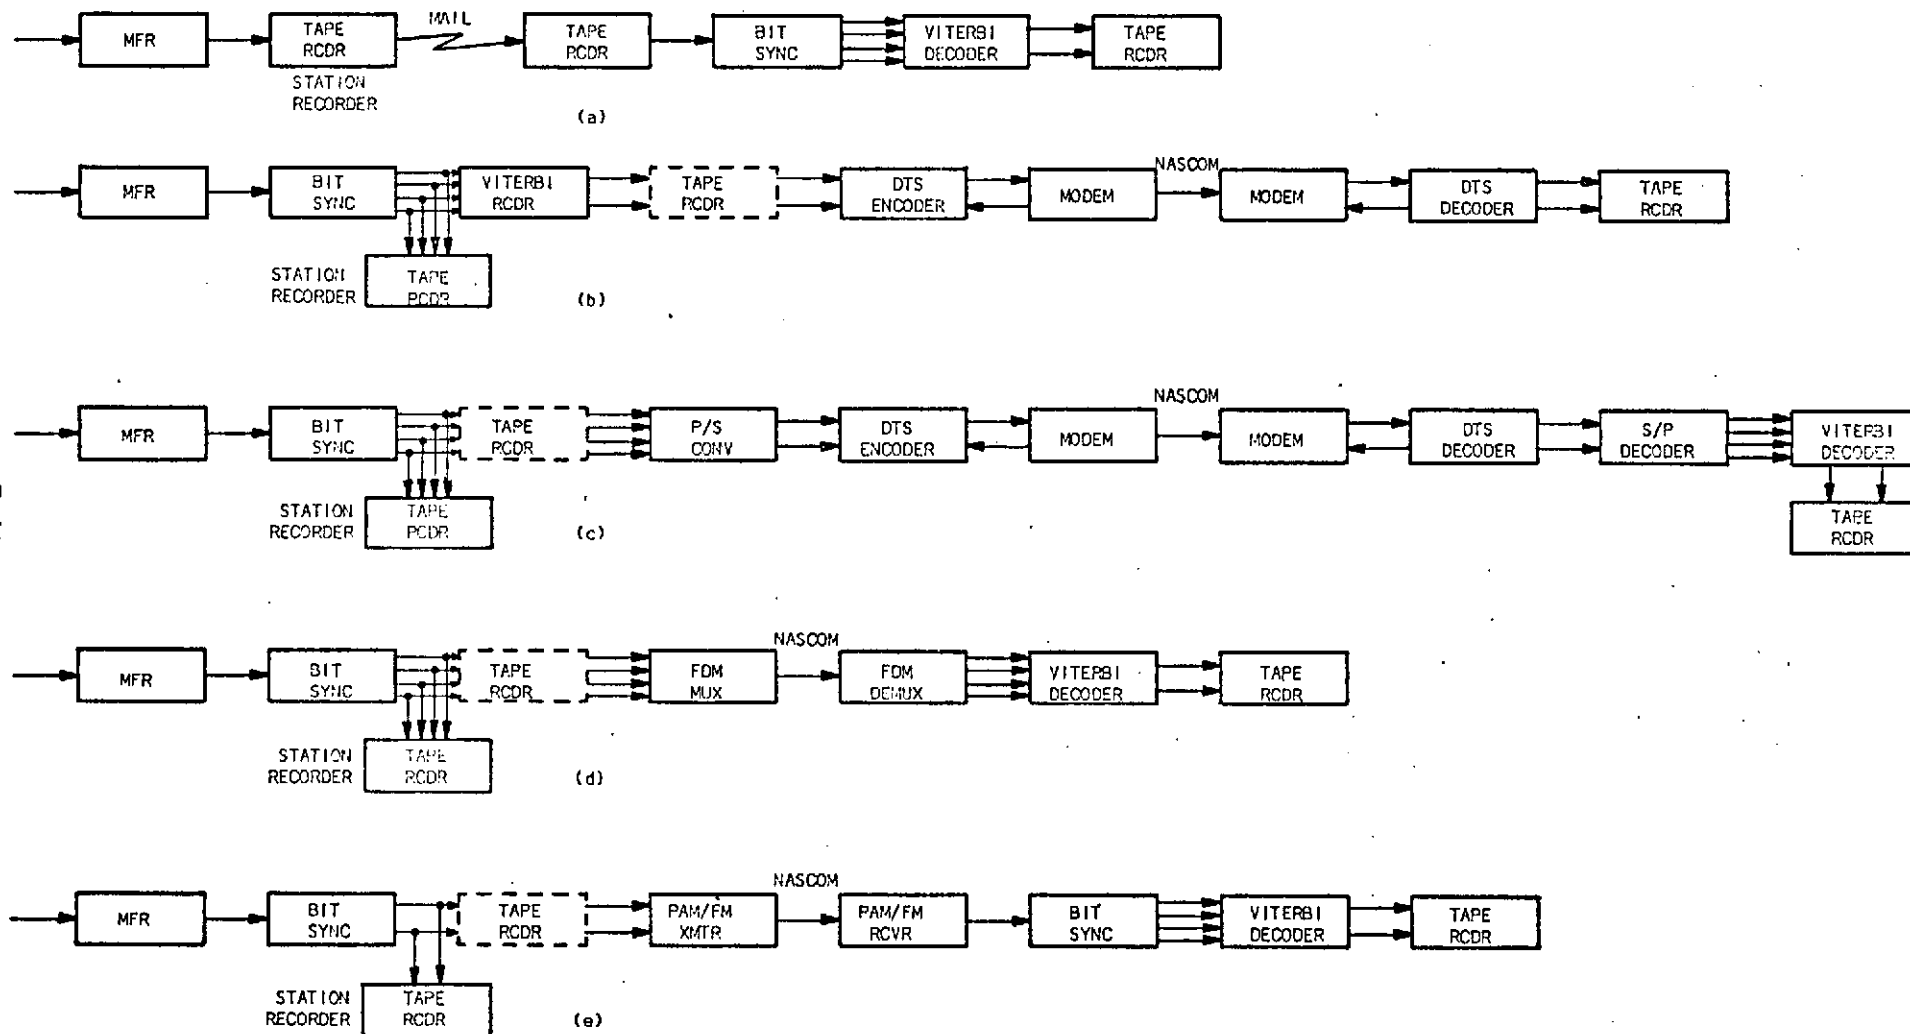 MAIL
MFR
TAPE
RCDR
TAPE
RCDR
BIT
SYNC
VITERBI
DECODER
TAPE
RCDR
STATION
RECORDER
(a)
NASCOM
MFR
BIT
SYNC
VITERBI
RCDR
TAPE
RCDR
DTS
ENCODER
MODEM
MODEM
DTS
DECODER
TAPE
RCDR
STATION
RECORDER
TAPE
RCDR
(b)
NASCOM
MFR
BIT
SYNC
TAPE
RCDR
P/S
CONV
DTS
ENCODER
MODEM
MODEM
DTS
DECODER
S/P
DECODER
VITERBI
DECODER
STATION
RECORDER
TAPE
RCDR
(c)
TAPE
RCDR
NASCOM
MFR
BIT
SYNC
TAPE
RCDR
FDM
MUX
FDM
DEMUX
VITERBI
DECODER
TAPE
RCDR
STATION
RECORDER
TAPE
RCDR
(d)
NASCOM
MFR
BIT
SYNC
TAPE
RCDR
PAM/FM
XMTR
PAM/FM
RCVR
BIT
SYNC
VITERBI
DECODER
TAPE
RCDR
STATION
RECORDER
TAPE
RCDR
(e)